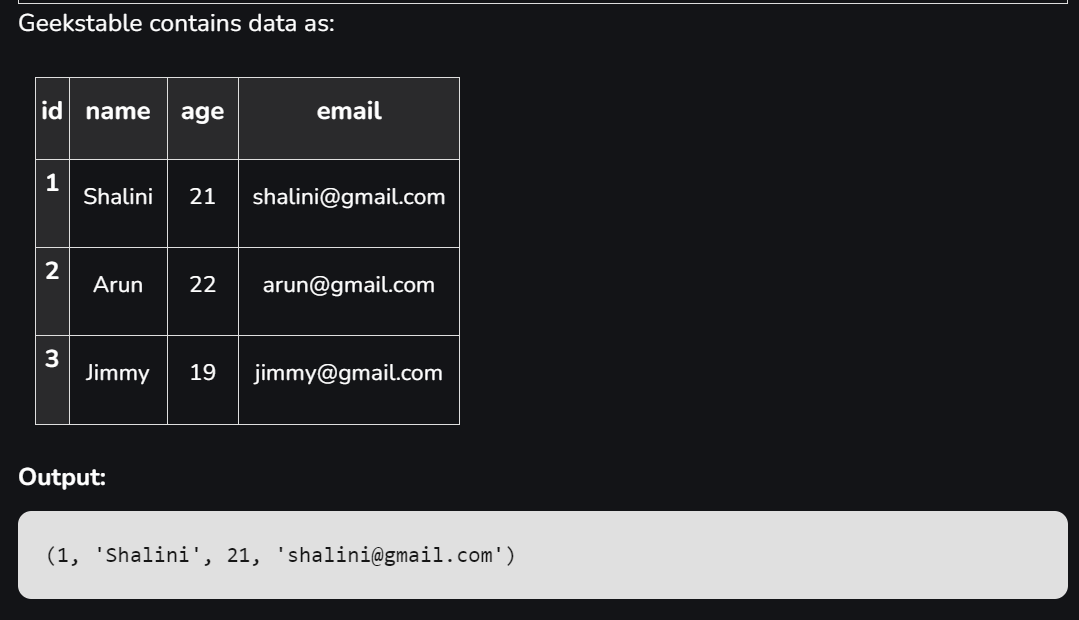 Geekstable contains data as:
id name age email
1 Shalini 21 shalini@gmail.com
2 Arun 22 arun@gmail.com
3 Jimmy 19 jimmy@gmail.com
Output:
(1, 'Shalini', 21, 'shalini@gmail.com')